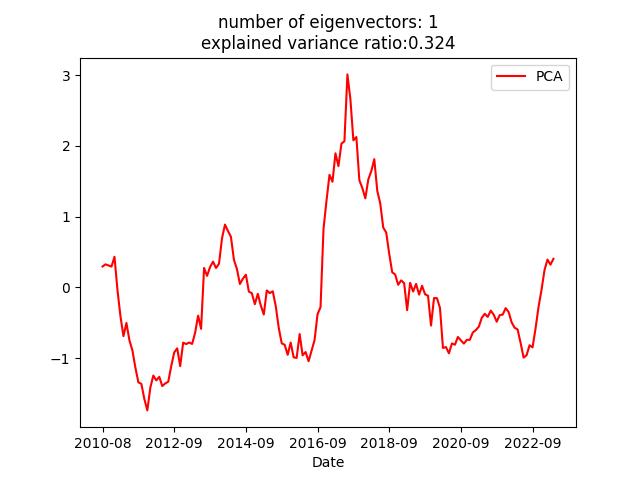 number of eigenvectors: 1
explained variance ratio:0.324
PCA
3
2
1
0
−1
2010-08 2012-09 2014-09 2016-09 2018-09 2020-09 2022-09
Date